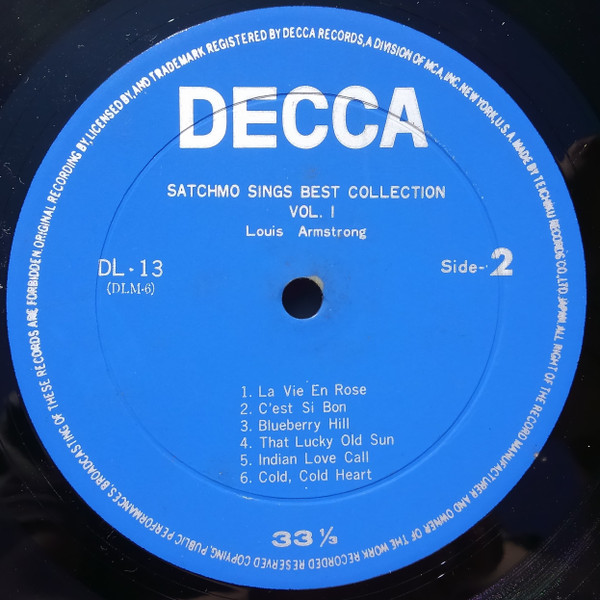 ORIGINAL RECORDING BY, LICENSED BY, AND TRADEMARK REGISTERED BY DECCA RECORDS, A DIVISION OF MCA, INC. NEW YORK, U.S.A. MADE BY TEICHIKU RECORDS CO., LTD. JAPAN. ALL RIGHT OF THE RECORD MANUFACTURER AND OWNER OF THE WORK RECORDED RESERVED COPYING, PUBLIC PERFORMANCES, BROADCASTING OF THESE RECORDS ARE FORBIDDEN.
DECCA
SATCHMO SINGS BEST COLLECTION
VOL. I
Louis Armstrong
DL-13
(DLM-6)
Side-2
1. La Vie En Rose
2. C'est Si Bon
3. Blueberry Hill
4. That Lucky Old Sun
5. Indian Love Call
6. Cold, Cold Heart
33 1/3